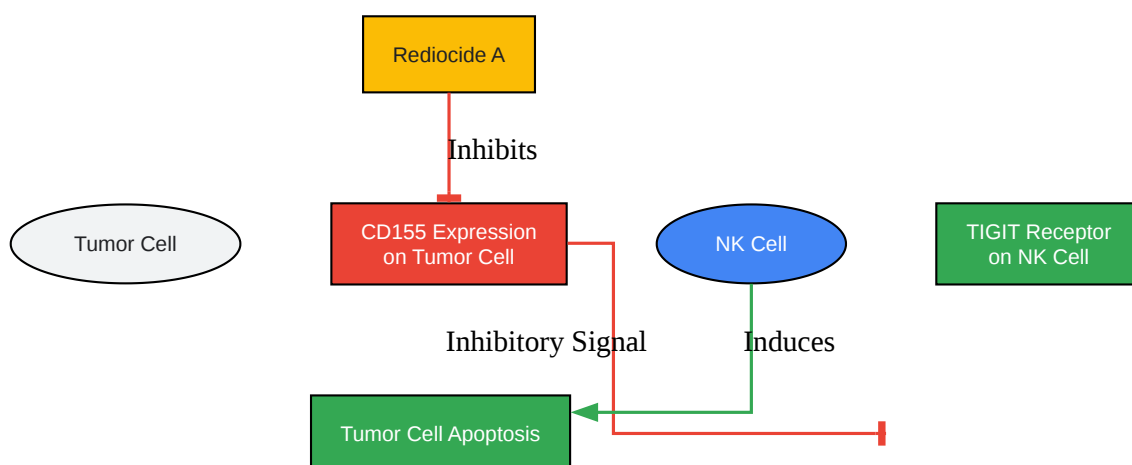 Rediocide A
Inhibits
Tumor Cell
CD155 Expression
on Tumor Cell
NK Cell
TIGIT Receptor
on NK Cell
Inhibitory Signal
Induces
Tumor Cell Apoptosis